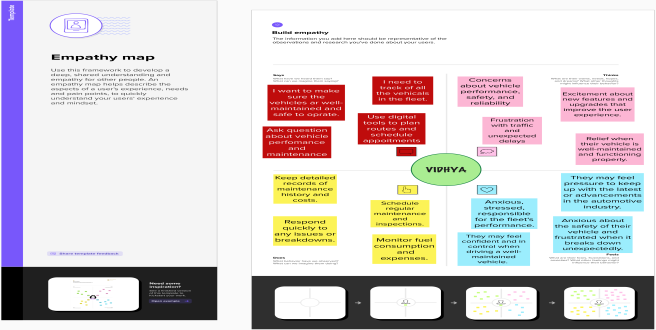 Template
Empathy map
Use this framework to develop a
deep, shared understanding and
empathy for other people. An
empathy map helps describe the
aspects of a user's experience, needs
and pain points, to quickly
understand your users' experience
and mindset.
Share template feedback
Need some
inspiration?
Build empathy
The information you add here should be representative of the
observations and research you've done about your users.
Says
Thinks
I want to make
sure the
vehicles ar well-
maintained and
safe to oprate.
I need to
track of all
the vehicals
in the fleet.
Ask question
about vehicle
perfomance
and
maintenance
Use digital
tools to plan
routes and
schedule
appoitments
Concerns
about vehicle
performance,
safety, and
reliability
Excitement about
new features and
upgrades that
improve the user
experience.
Frustration
with traffic
and
unexpected
delays
Relief when
their vehicle is
well-maintained
and functioning
properly.
VIDHYA
Keep detailed
records of
maintenance
history and
costs.
Schedule
regular
maintenance
and
inspections.
Respond
quickly to
any issues or
breakdowns.
Monitor fuel
consumption
and
expenses.
Anxious,
stressed,
responsible
for the fleet's
performance.
They may feel
pressure to keep
up with the latest
or advancements
in the automotive
industry.
They may feel
confident and in
control when
driving a well-
maintained
vehicle.
Anxious about
the safety of their
vehicle and
frustrated when it
breaks down
unexpectedly.
Does
Feels